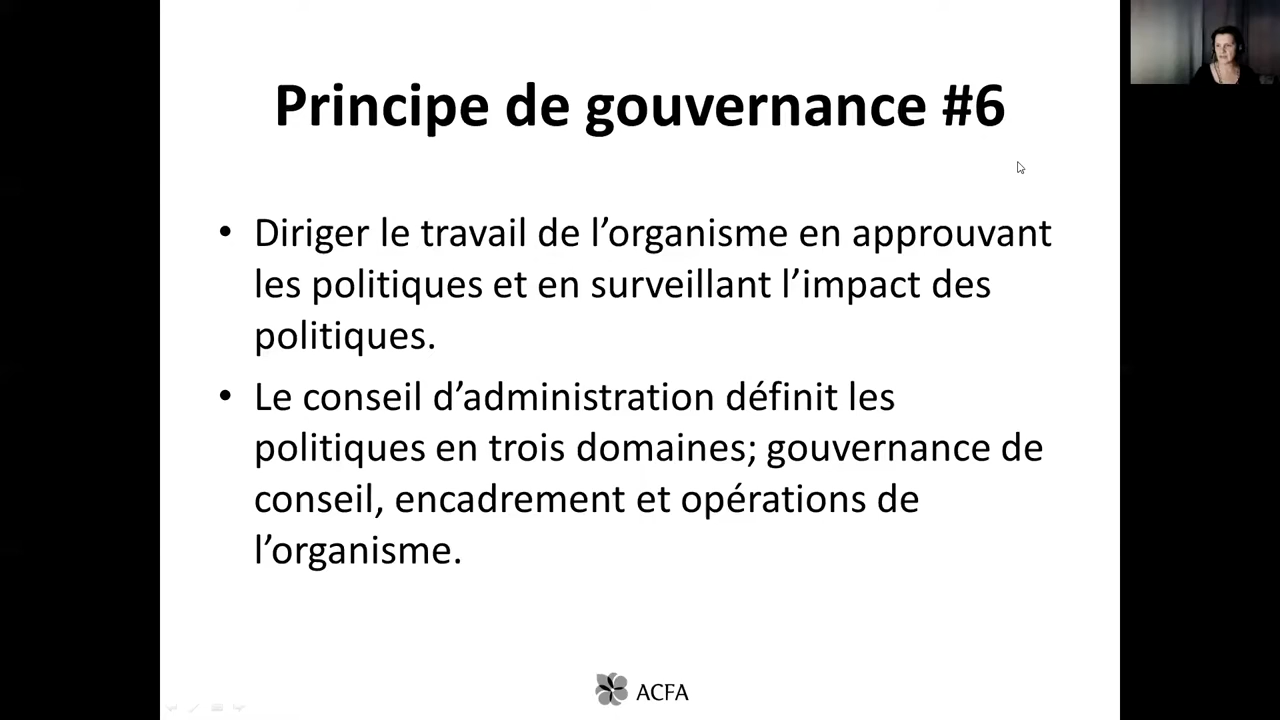 Principe de gouvernance #6
• Diriger le travail de l’organisme en approuvant
les politiques et en surveillant l’impact des
politiques.
• Le conseil d’administration définit les
politiques en trois domaines; gouvernance de
conseil, encadrement et opérations de
l’organisme.
ACFA